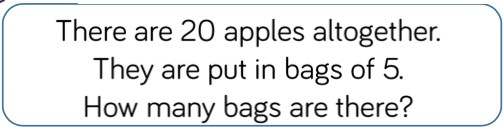 There are 20 apples altogether.
They are put in bags of 5.
How many bags are there?